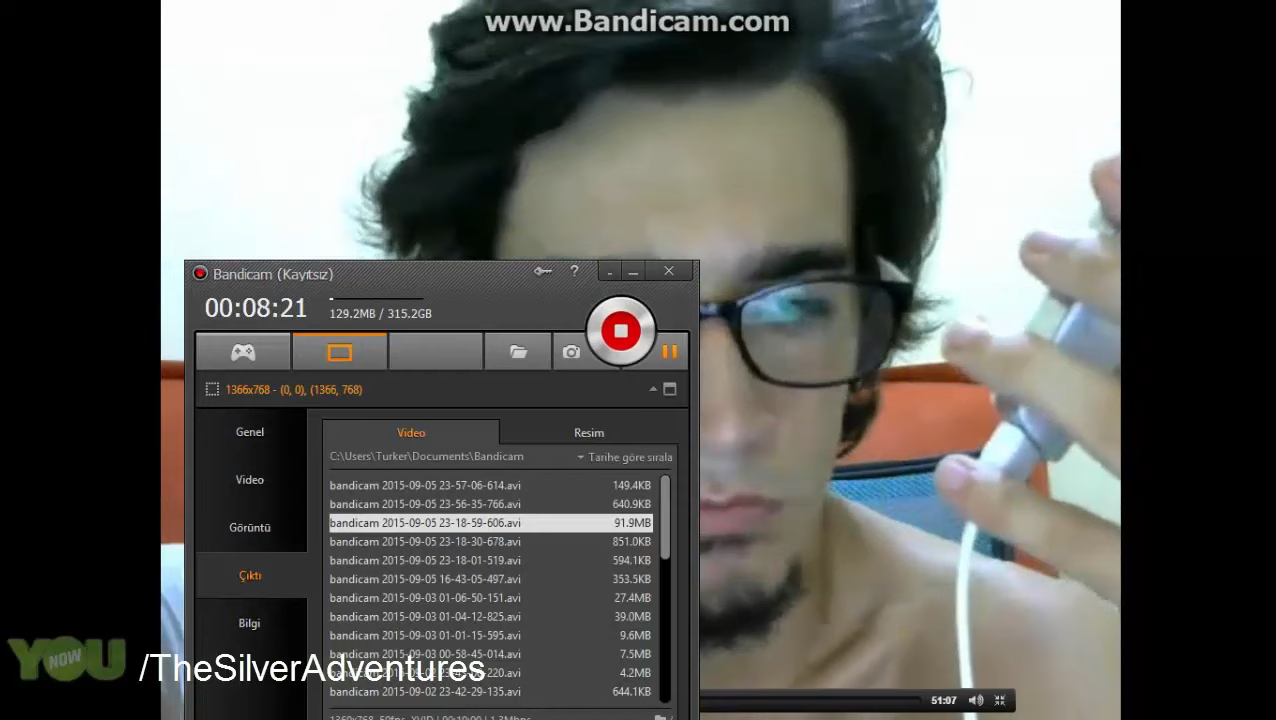 www.Bandicam.com
Bandicam (Kayıtsız)
?
00:08:21
129.2MB / 315.2GB
1366x768 - (0, 0), (1366, 768)
Genel
Video
Görüntü
Çıktı
Bilgi
Video
Resim
C:\Users\Turker\Documents\Bandicam
Tarihe göre sırala
bandicam 2015-09-05 23-57-06-614.avi 149.4KB
bandicam 2015-09-05 23-56-35-766.avi 640.9KB
bandicam 2015-09-05 23-18-59-606.avi 91.9MB
bandicam 2015-09-05 23-18-30-678.avi 851.0KB
bandicam 2015-09-05 23-18-01-519.avi 594.1KB
bandicam 2015-09-05 16-43-05-497.avi 353.5KB
bandicam 2015-09-03 01-06-50-151.avi 27.4MB
bandicam 2015-09-03 01-04-12-825.avi 39.0MB
bandicam 2015-09-03 01-01-15-595.avi 9.6MB
bandicam 2015-09-03 00-58-45-014.avi 7.5MB
220.avi 4.2MB
bandicam 2015-09-02 23-42-29-135.avi 644.1KB
YOU NOW /TheSilverAdventures
51:07